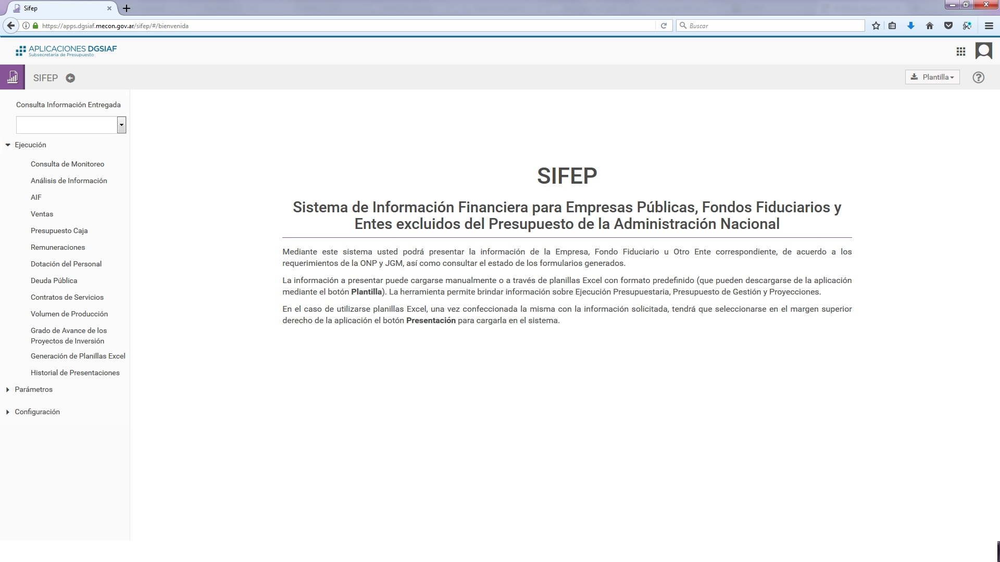 Sifep
https://apps.dgsiaf.mecon.gov.ar/sifep/#/bienvenida
Buscar
APLICACIONES DGSIAF
Subsecretaría de Presupuesto
SIFEP
Plantilla
Consulta Información Entregada
Ejecución
Consulta de Monitoreo
Análisis de Información
AIF
Ventas
Presupuesto Caja
Remuneraciones
Dotación del Personal
Deuda Pública
Contratos de Servicios
Volumen de Producción
Grado de Avance de los
Proyectos de Inversión
Generación de Planillas Excel
Historial de Presentaciones
Parámetros
Configuración
SIFEP
Sistema de Información Financiera para Empresas Públicas, Fondos Fiduciarios y
Entes excluidos del Presupuesto de la Administración Nacional
Mediante este sistema usted podrá presentar la información de la Empresa, Fondo Fiduciario u Otro Ente correspondiente, de acuerdo a los
requerimientos de la ONP y JGM, así como consultar el estado de los formularios generados.
La información a presentar puede cargarse manualmente o a través de planillas Excel con formato predefinido (que pueden descargarse de la aplicación
mediante el botón Plantilla). La herramienta permite brindar información sobre Ejecución Presupuestaria, Presupuesto de Gestión y Proyecciones.
En el caso de utilizarse planillas Excel, una vez confeccionada la misma con la información solicitada, tendrá que seleccionarse en el margen superior
derecho de la aplicación el botón Presentación para cargarla en el sistema.